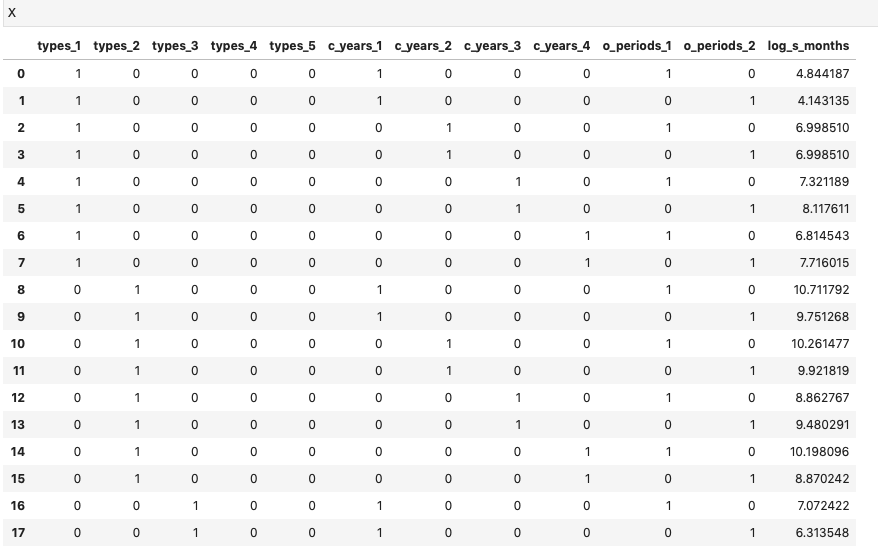 X
types_1 types_2 types_3 types_4 types_5 c_years_1 c_years_2 c_years_3 c_years_4 o_periods_1 o_periods_2 log_s_months
0 1 0 0 0 0 1 0 0 0 1 0 4.844187
1 1 0 0 0 0 1 0 0 0 0 1 4.143135
2 1 0 0 0 0 0 1 0 0 1 0 6.998510
3 1 0 0 0 0 0 1 0 0 0 1 6.998510
4 1 0 0 0 0 0 0 1 0 1 0 7.321189
5 1 0 0 0 0 0 0 1 0 0 1 8.117611
6 1 0 0 0 0 0 0 0 1 1 0 6.814543
7 1 0 0 0 0 0 0 0 1 0 1 7.716015
8 0 1 0 0 0 1 0 0 0 1 0 10.711792
9 0 1 0 0 0 1 0 0 0 0 1 9.751268
10 0 1 0 0 0 0 1 0 0 1 0 10.261477
11 0 1 0 0 0 0 1 0 0 0 1 9.921819
12 0 1 0 0 0 0 0 1 0 1 0 8.862767
13 0 1 0 0 0 0 0 1 0 0 1 9.480291
14 0 1 0 0 0 0 0 0 1 1 0 10.198096
15 0 1 0 0 0 0 0 0 1 0 1 8.870242
16 0 0 1 0 0 1 0 0 0 1 0 7.072422
17 0 0 1 0 0 1 0 0 0 0 1 6.313548